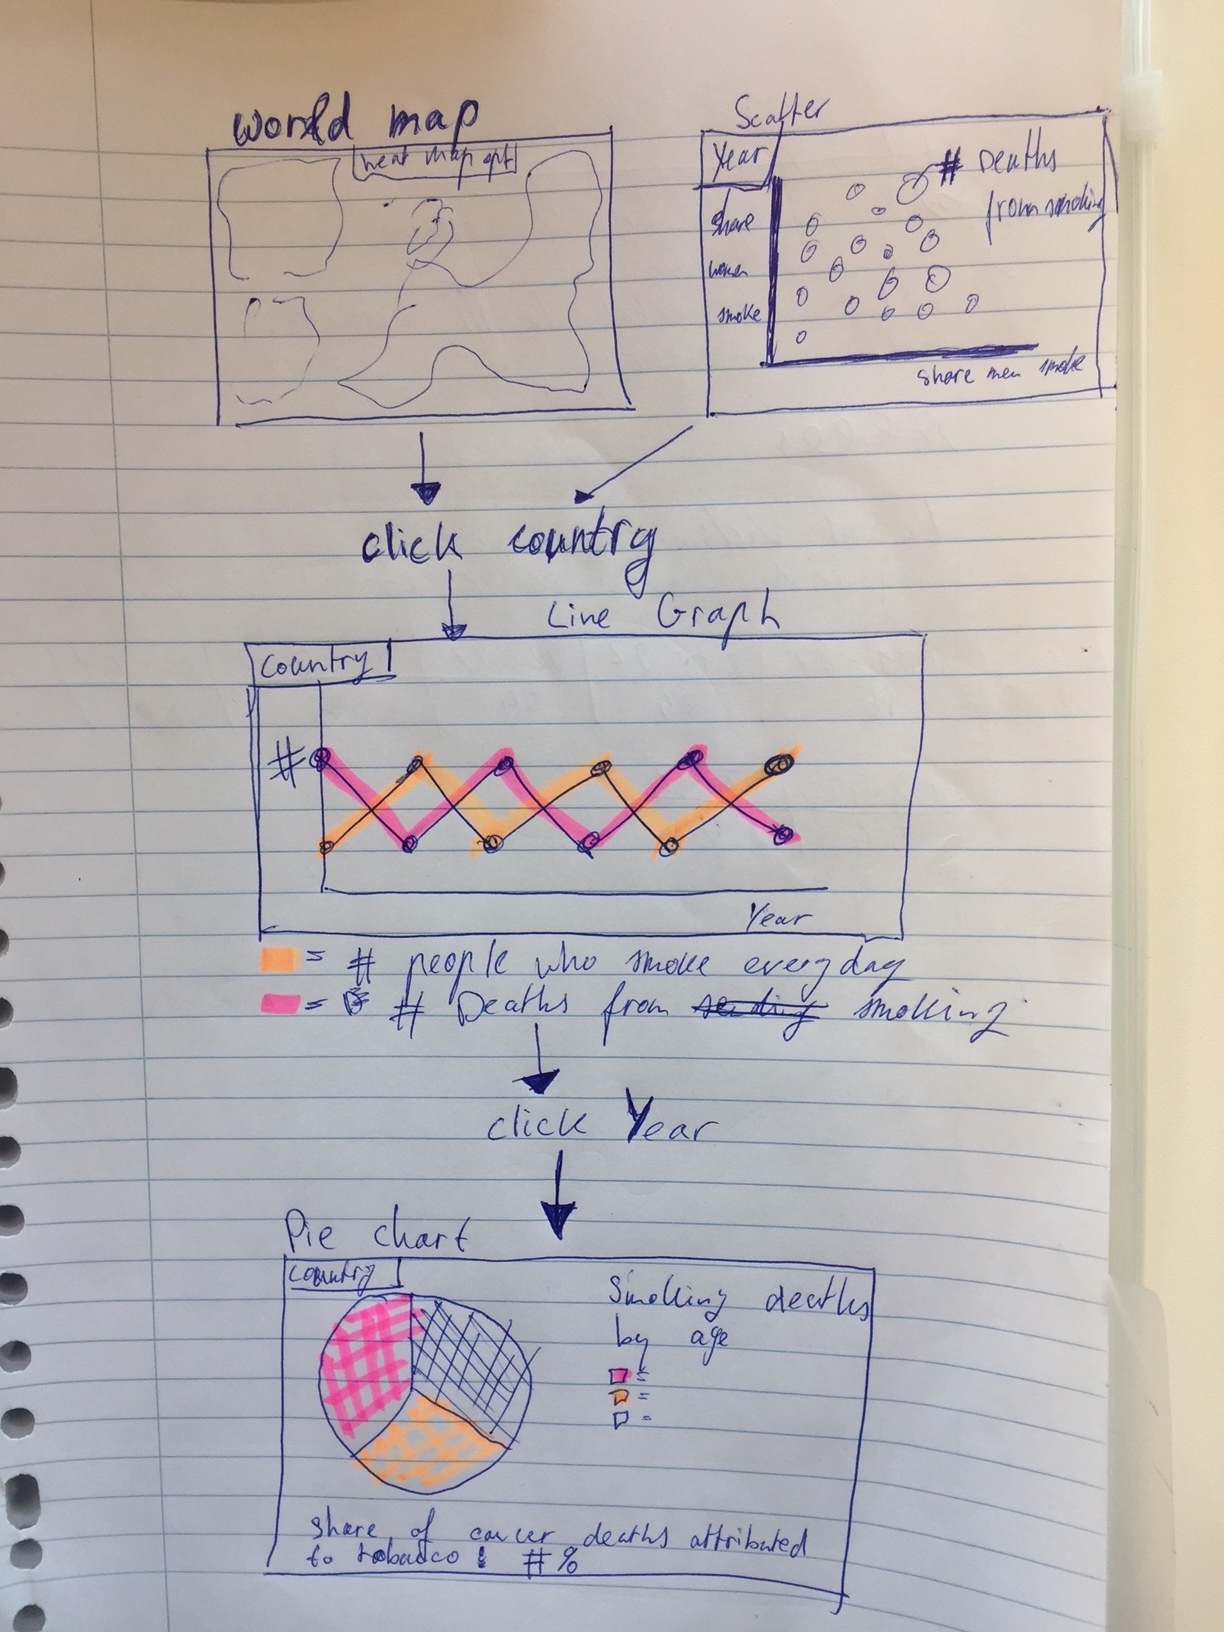 world map
heat map opt
Scatter
Year
# Deaths
from smoking
share
women
smoke
share men smoke
click country
Line Graph
Country
#
Year
= # people who smoke everyday
= # Deaths from smoking
click Year
Pie chart
country
Smoking deaths
by age
=
=
=
share of cancer deaths attributed
to tobacco : # %